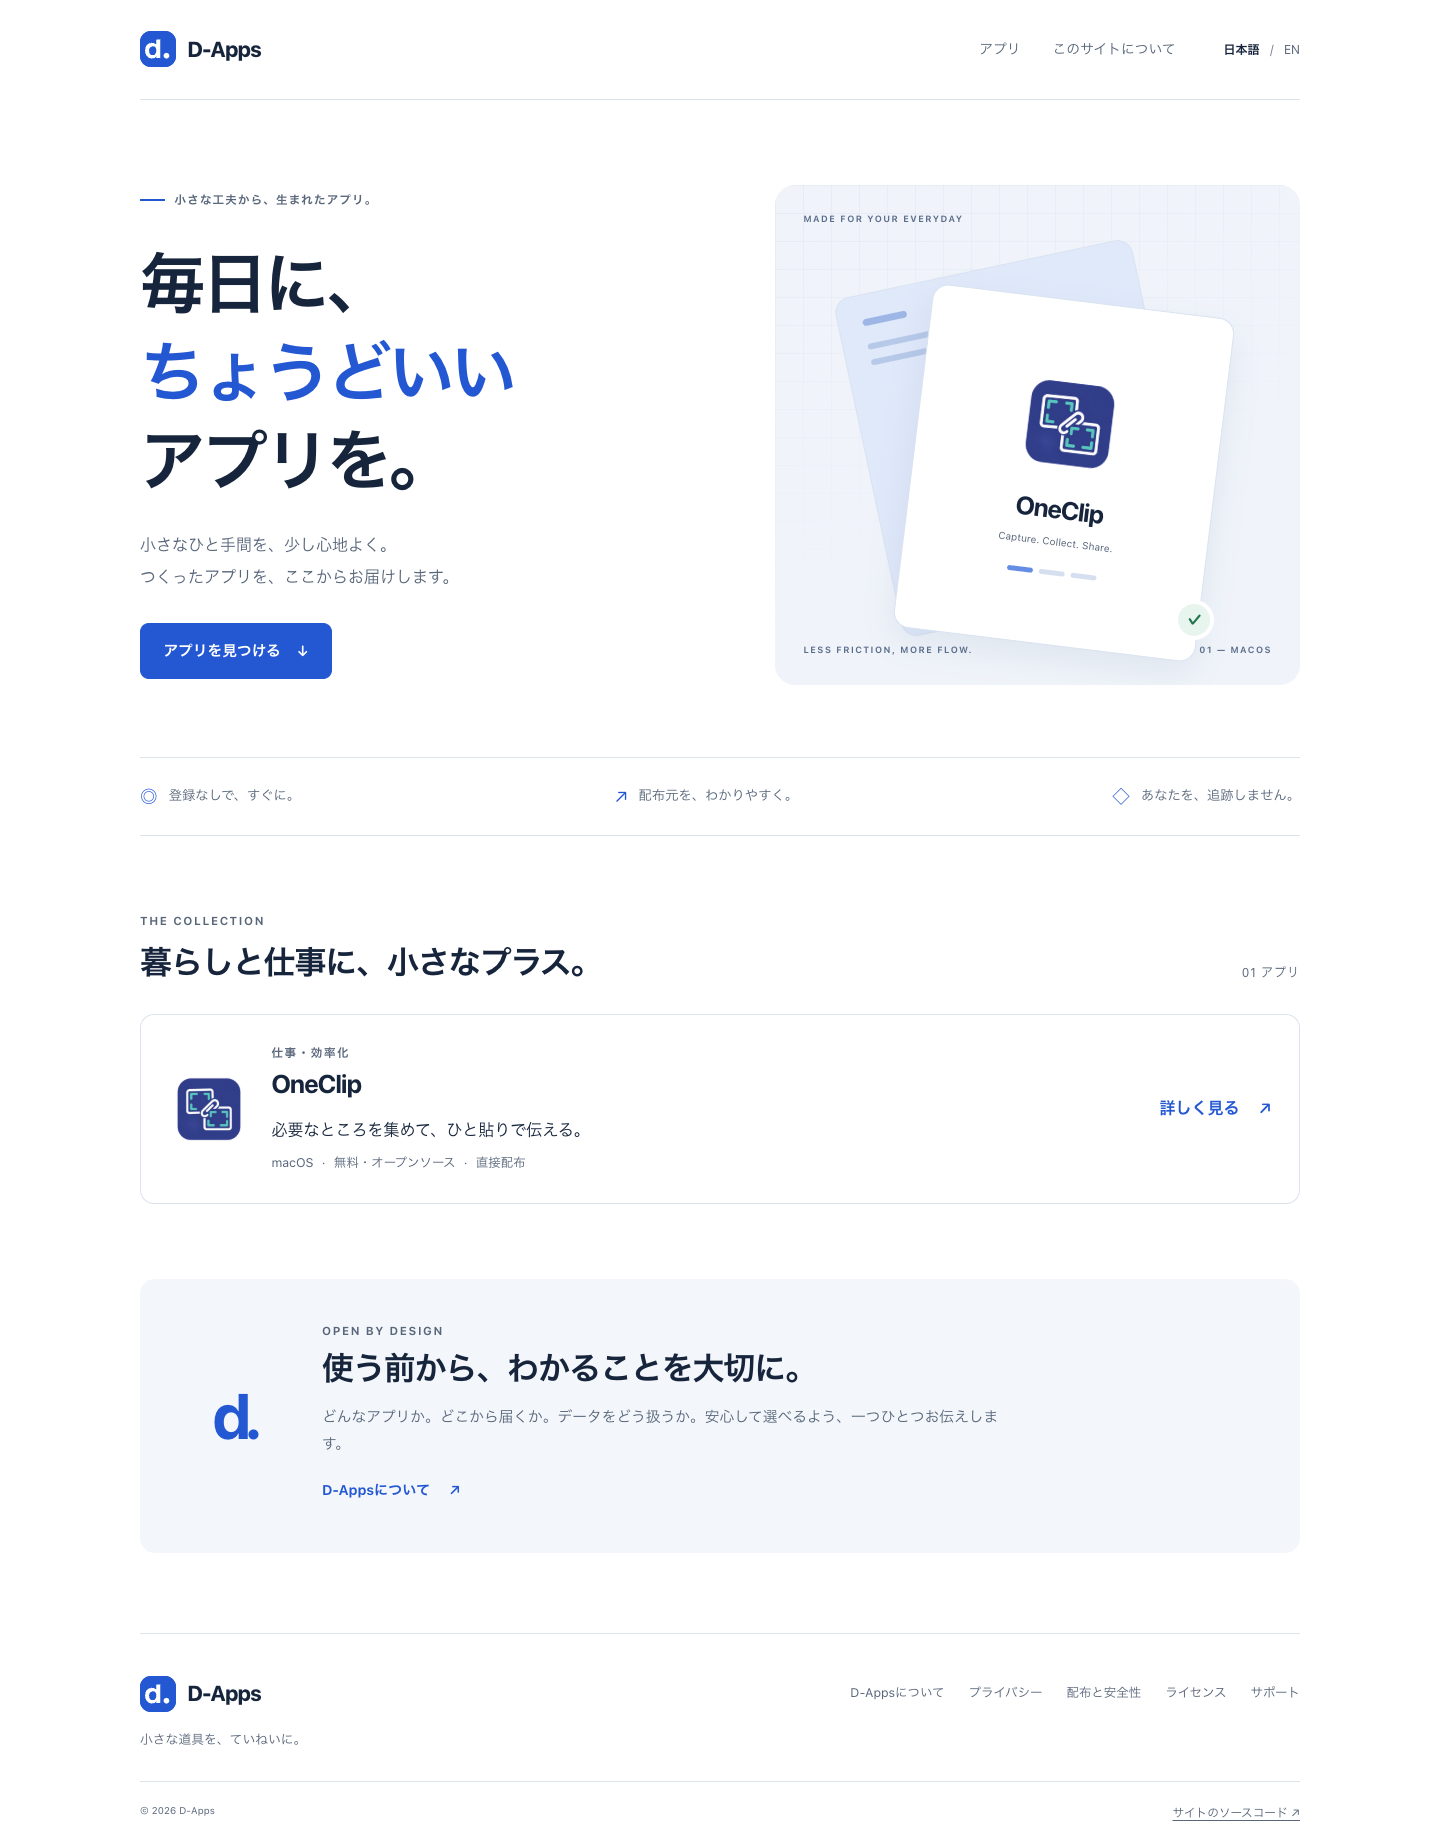 d. D-Apps
アプリ このサイトについて 日本語 / EN
小さな工夫から、生まれたアプリ。
毎日に、
ちょうどいい
アプリを。
小さなひと手間を、少し心地よく。
つくったアプリを、ここからお届けします。
アプリを見つける ↓
MADE FOR YOUR EVERYDAY
OneClip
Capture. Collect. Share.
LESS FRICTION, MORE FLOW.
01 — MACOS
◎ 登録なしで、すぐに。
↗ 配布元を、わかりやすく。
◇ あなたを、追跡しません。
THE COLLECTION
暮らしと仕事に、小さなプラス。
01 アプリ
仕事・効率化
OneClip
必要なところを集めて、ひと貼りで伝える。
macOS · 無料・オープンソース · 直接配布
詳しく見る ↗
OPEN BY DESIGN
使う前から、わかることを大切に。
d.
どんなアプリか。どこから届くか。データをどう扱うか。安心して選べるよう、一つひとつお伝えしま
す。
D-Appsについて ↗
d. D-Apps
D-Appsについて プライバシー 配布と安全性 ライセンス サポート
小さな道具を、ていねいに。
© 2026 D-Apps
サイトのソースコード ↗